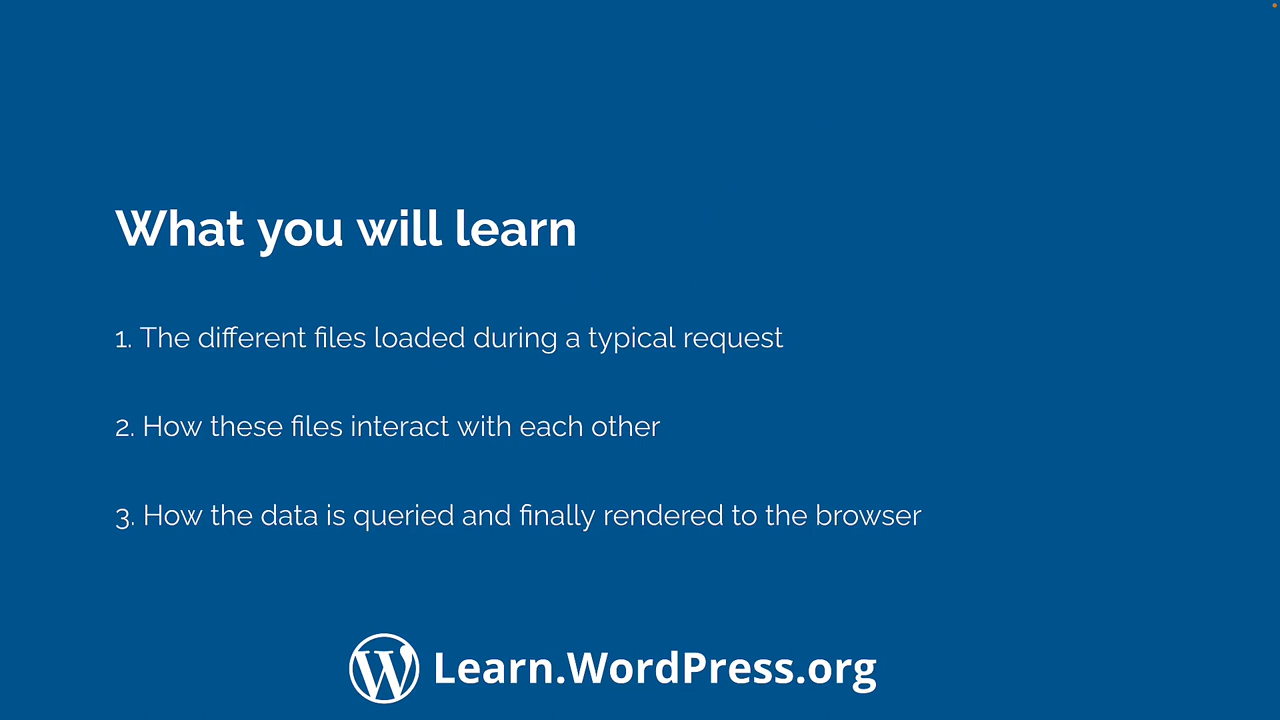 What you will learn
1. The different files loaded during a typical request
2. How these files interact with each other
3. How the data is queried and finally rendered to the browser
Learn.WordPress.org